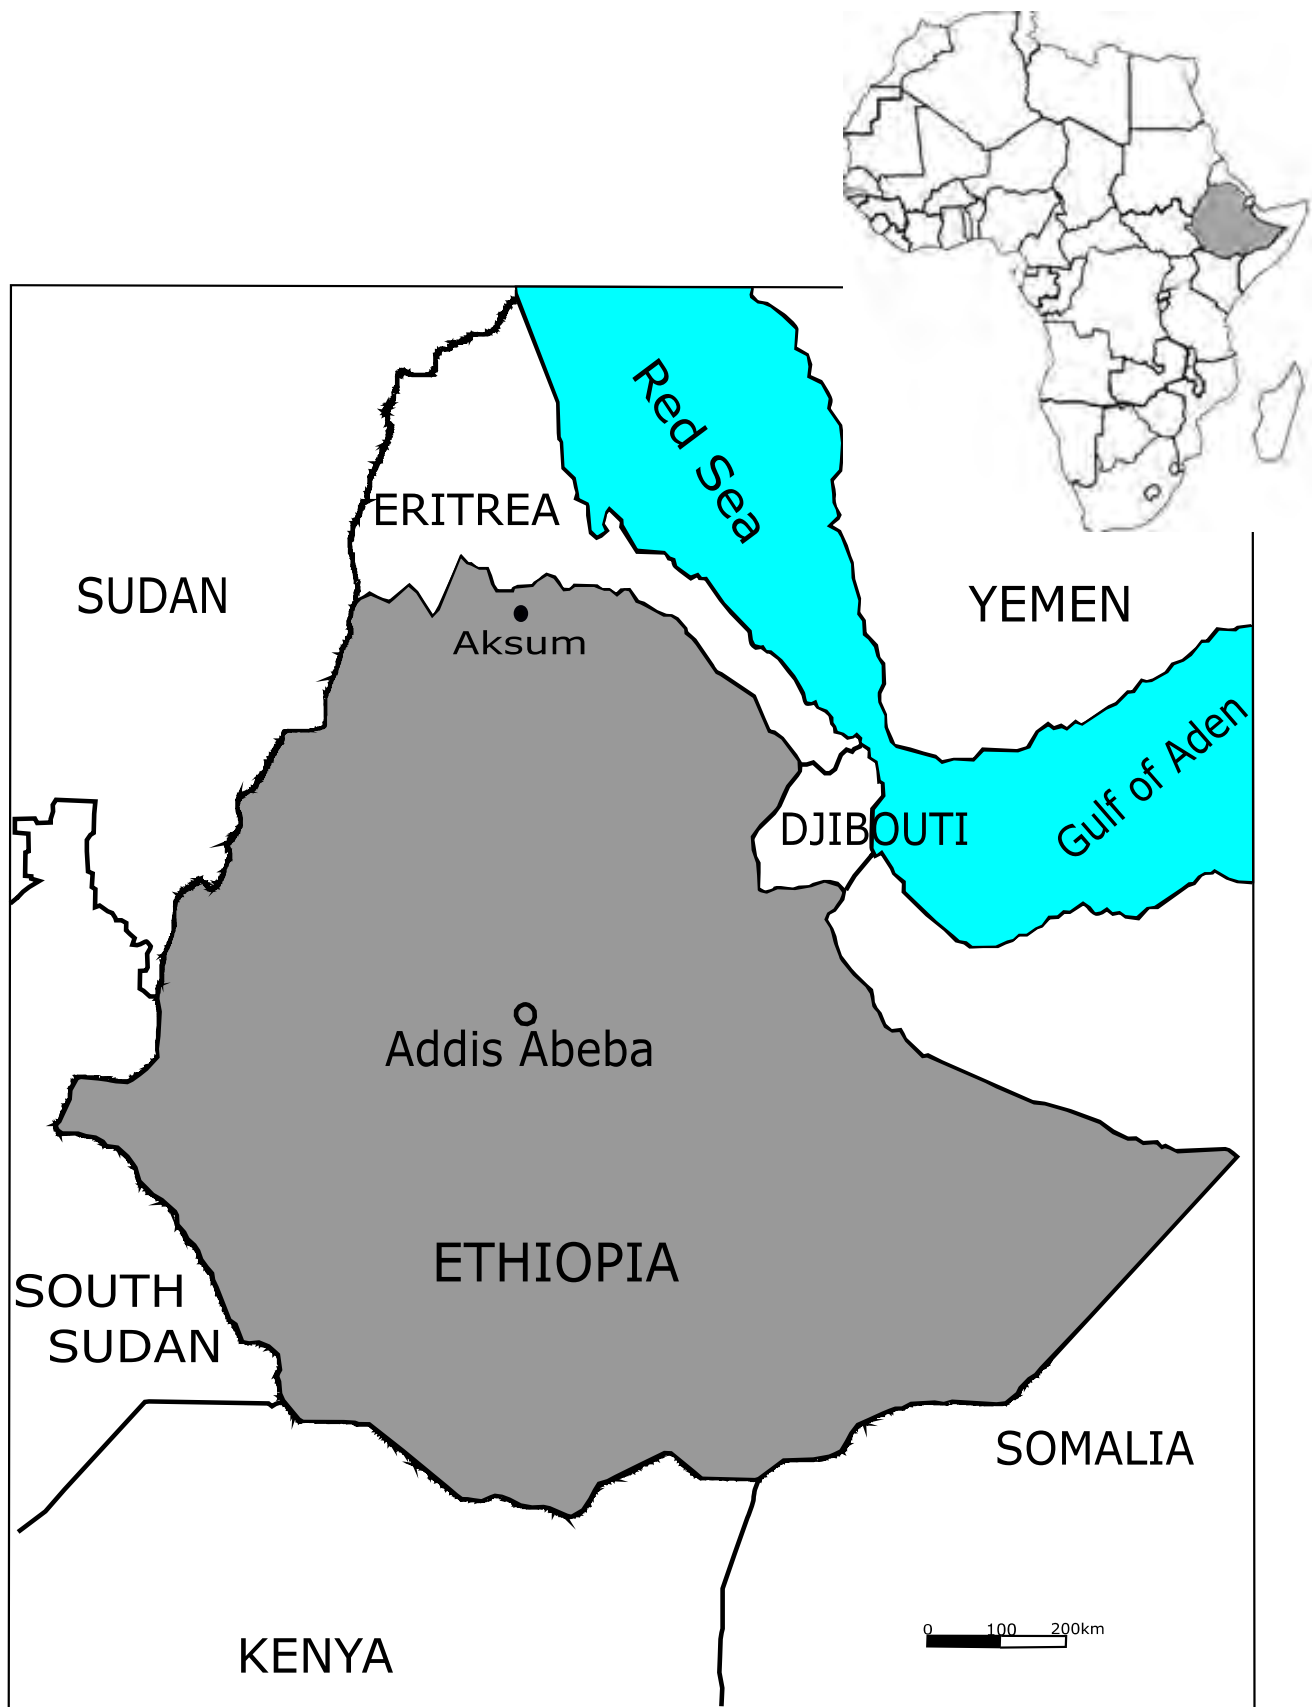 Red Sea
ERITREA
SUDAN
YEMEN
Aksum
Gulf of Aden
DJIBOUTI
Addis Abeba
ETHIOPIA
SOUTH
SUDAN
SOMALIA
0 100 200km
KENYA